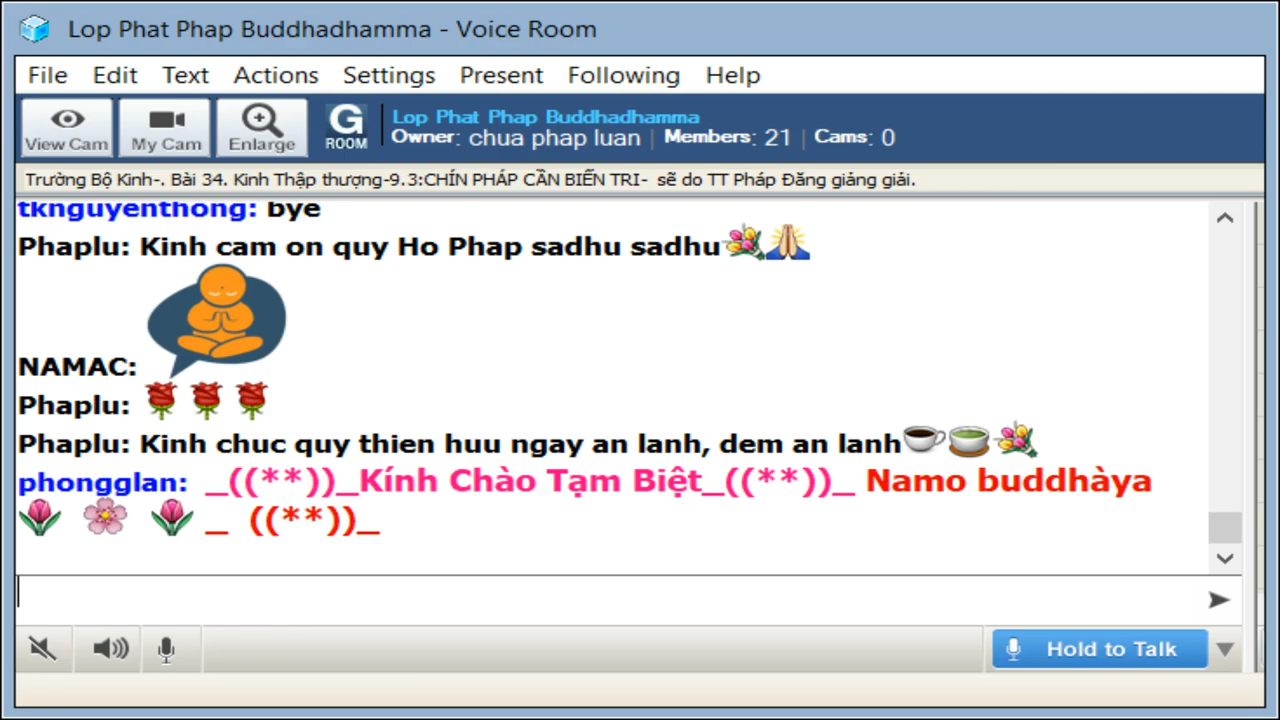 Lop Phat Phap Buddhadhamma - Voice Room
File Edit Text Actions Settings Present Following Help
View Cam My Cam Enlarge G ROOM
Lop Phat Phap Buddhadhamma
Owner: chua phap luan | Members: 21 | Cams: 0
Trường Bộ Kinh-. Bài 34. Kinh Thập thượng-9.3:CHÍN PHÁP CẦN BIẾN TRI- sẽ do TT Pháp Đăng giảng giải.
tknguyenthong: bye
Phaplu: Kinh cam on quy Ho Phap sadhu sadhu
NAMAC:
Phaplu:
Phaplu: Kinh chuc quy thien huu ngay an lanh, dem an lanh
phongglan: _((**))_Kính Chào Tạm Biệt_((**))_ Namo buddhàya
_ ((**))_
Hold to Talk